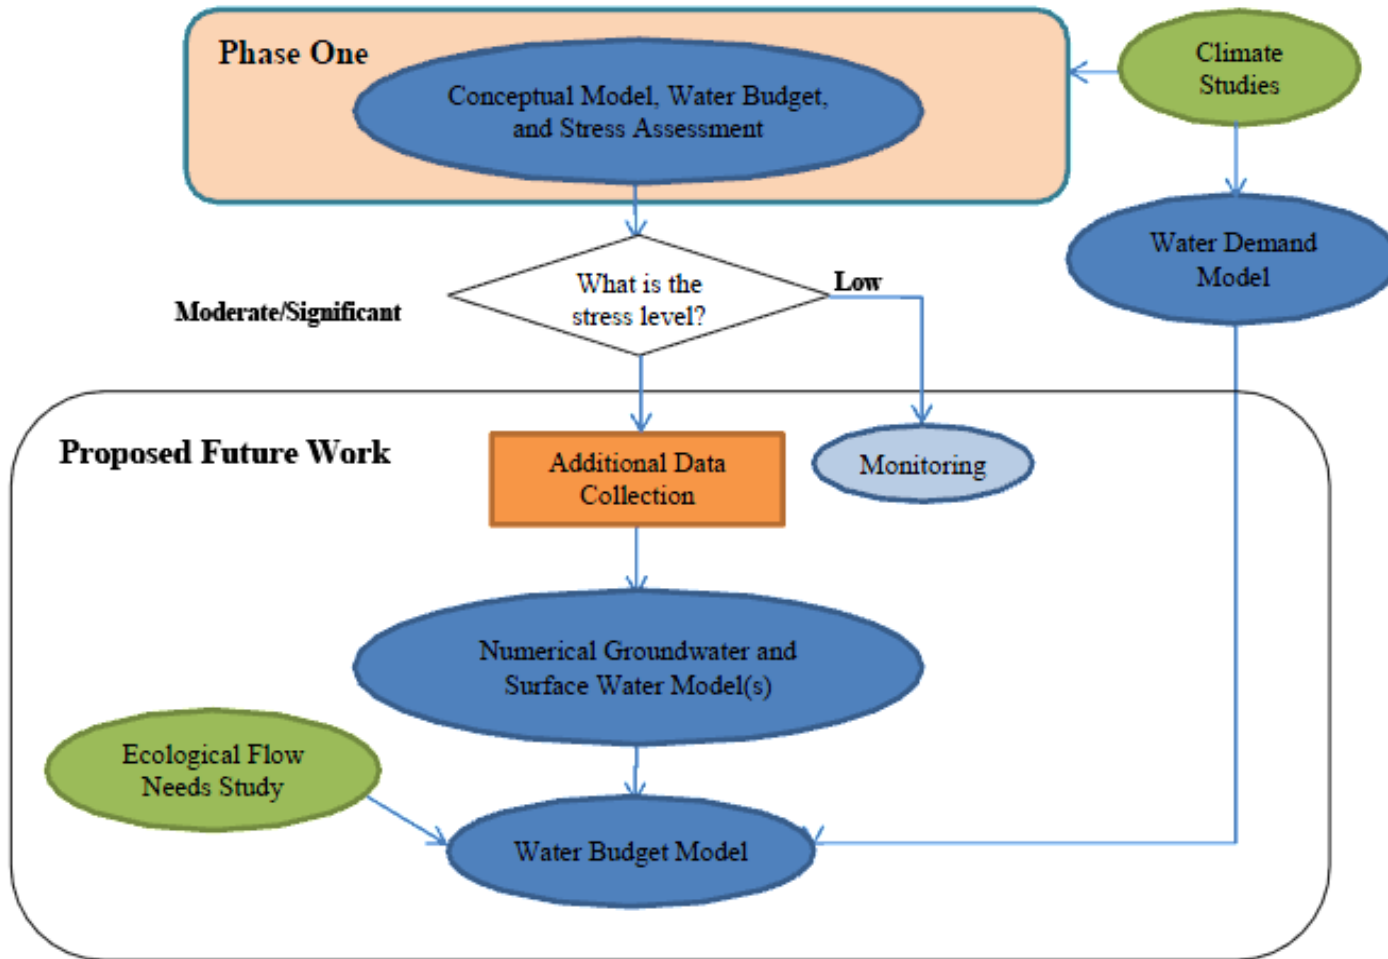 Phase One
Conceptual Model, Water Budget,
and Stress Assessment
Climate
Studies
Water Demand
Model
What is the
stress level?
Low
Moderate/Significant
Proposed Future Work
Additional Data
Collection
Monitoring
Numerical Groundwater and
Surface Water Model(s)
Ecological Flow
Needs Study
Water Budget Model